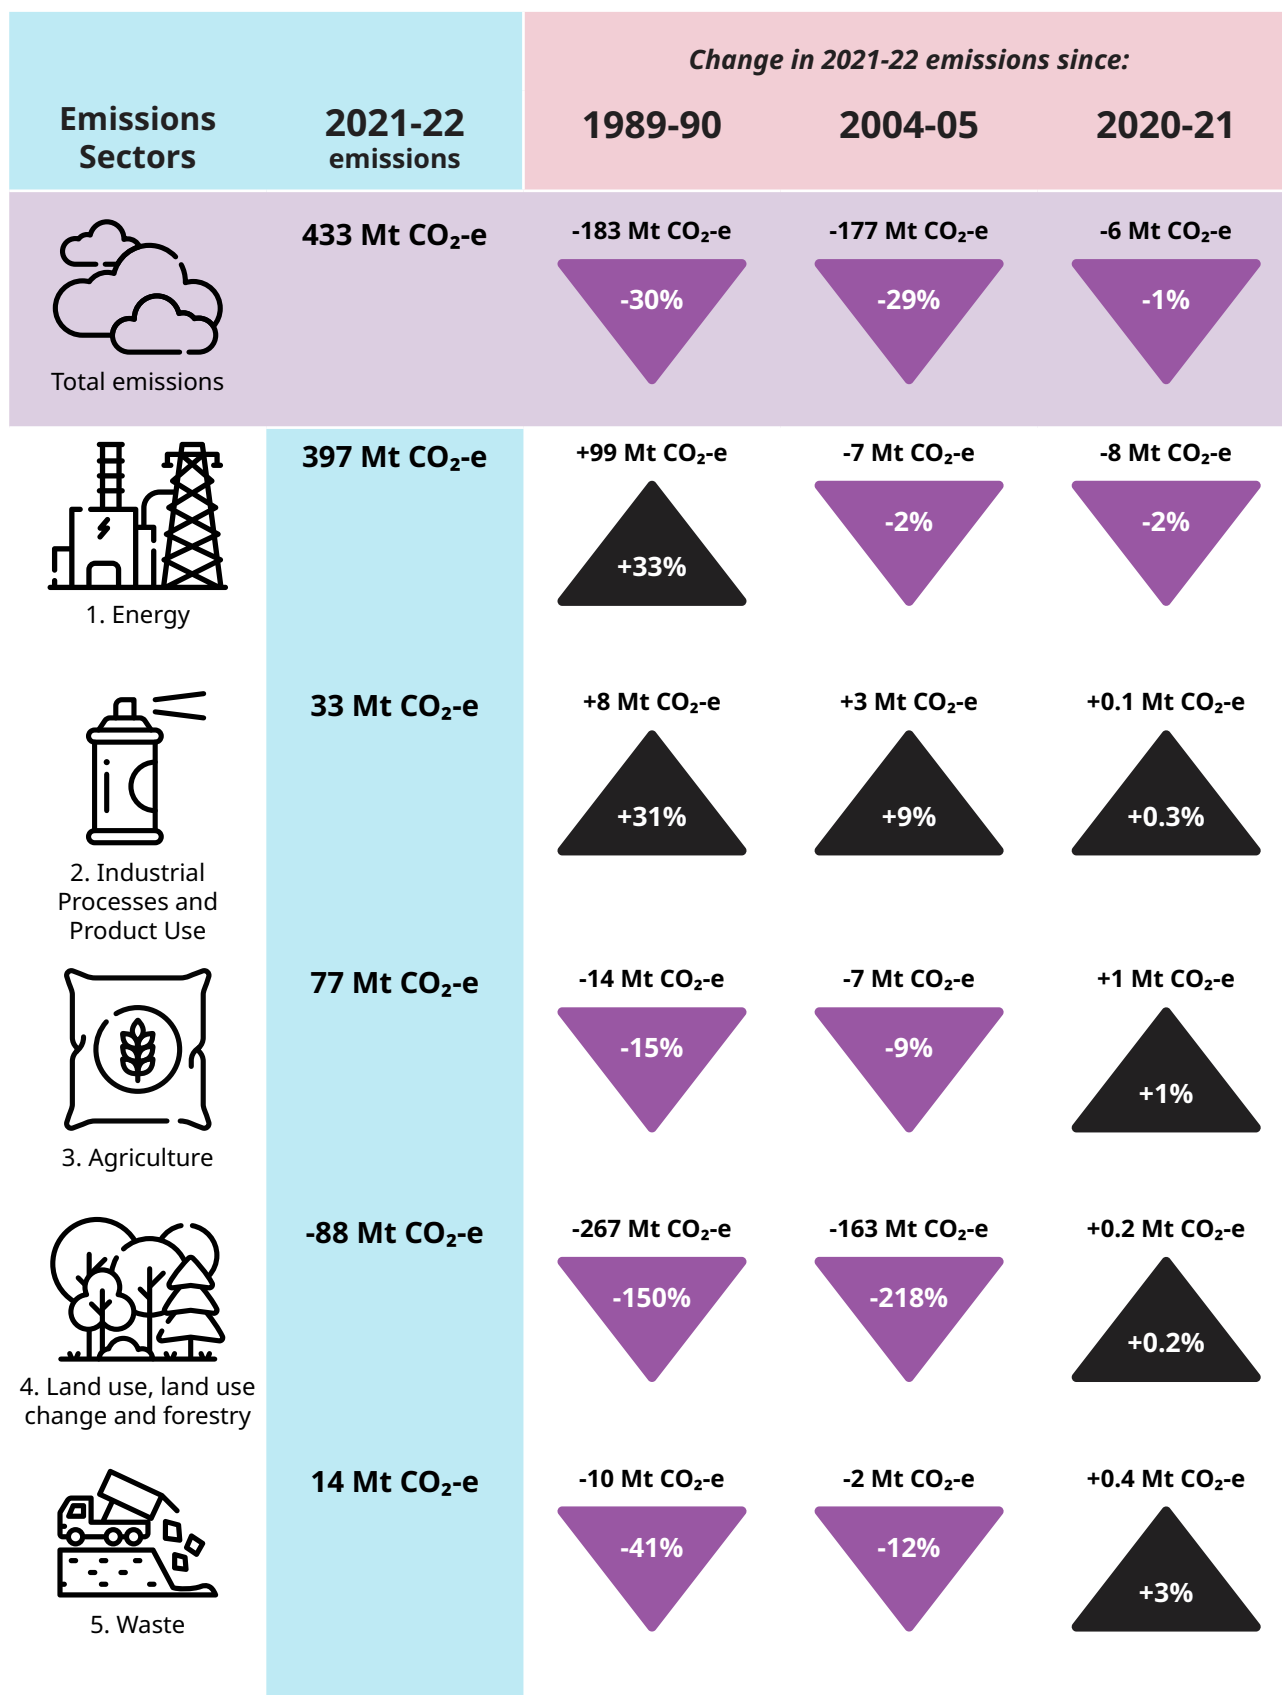 Change in 2021-22 emissions since:
Emissions
Sectors
2021-22
emissions
1989-90
2004-05
2020-21
433 Mt CO₂-e
-183 Mt CO₂-e
-177 Mt CO₂-e
-6 Mt CO₂-e
-30%
-29%
-1%
Total emissions
397 Mt CO₂-e
+99 Mt CO₂-e
-7 Mt CO₂-e
-8 Mt CO₂-e
+33%
-2%
-2%
1. Energy
33 Mt CO₂-e
+8 Mt CO₂-e
+3 Mt CO₂-e
+0.1 Mt CO₂-e
+31%
+9%
+0.3%
2. Industrial
Processes and
Product Use
77 Mt CO₂-e
-14 Mt CO₂-e
-7 Mt CO₂-e
+1 Mt CO₂-e
-15%
-9%
+1%
3. Agriculture
-88 Mt CO₂-e
-267 Mt CO₂-e
-163 Mt CO₂-e
+0.2 Mt CO₂-e
-150%
-218%
+0.2%
4. Land use, land use
change and forestry
14 Mt CO₂-e
-10 Mt CO₂-e
-2 Mt CO₂-e
+0.4 Mt CO₂-e
-41%
-12%
+3%
5. Waste